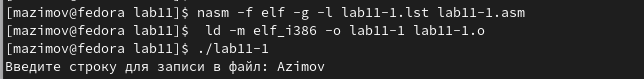 [mazimov@fedora lab11]$ nasm -f elf -g -l lab11-1.lst lab11-1.asm
[mazimov@fedora lab11]$  ld -m elf_i386 -o lab11-1 lab11-1.o
[mazimov@fedora lab11]$ ./lab11-1
Введите строку для записи в файл: Azimov